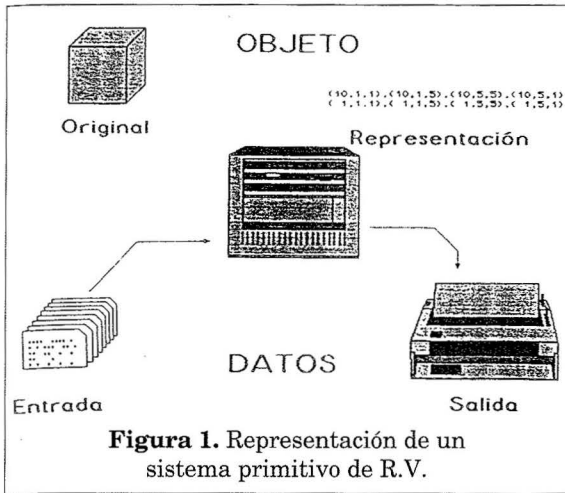 OBJETO
(10,1,1),(10,1,5),(10,5,5),(10,5,1)
( 1,1,1),( 1,1,5),( 1,5,5),( 1,5,1)
Original
Representación
DATOS
Entrada
Salida
Figura 1. Representación de un
sistema primitivo de R.V.